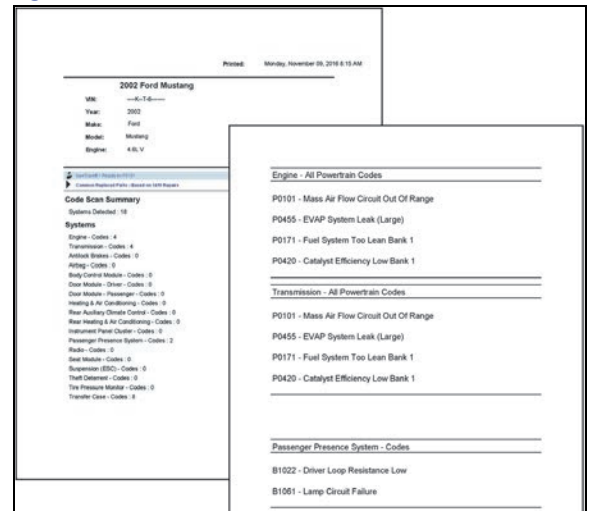 Printed: Monday, November 09, 2016 6:15 AM
2002 Ford Mustang
VIN:
Year: 2002
Make: Ford
Model: Mustang
Engine: 4.6L V
Common Replaced Parts - Based on
Code Scan Summary
Systems Detected : 18
Systems
Engine - Codes : 4
Transmission - Codes : 4
Antilock Brakes - Codes : 0
Airbag - Codes : 0
Body Control Module - Codes : 0
Door Module - Driver - Codes : 0
Door Module - Passenger - Codes : 0
Heating & Air Conditioning - Codes : 0
Rear Auxiliary Climate Control - Codes : 0
Rear Heating & Air Conditioning - Codes : 0
Instrument Panel Cluster - Codes : 0
Passenger Presence System - Codes : 2
Radio - Codes : 0
Seat Module - Codes : 0
Suspension (ESC) - Codes : 0
Theft Deterrent - Codes : 0
Tire Pressure Monitor - Codes : 0
Transfer Case - Codes :
Engine - All Powertrain Codes
P0101 - Mass Air Flow Circuit Out Of Range
P0455 - EVAP System Leak (Large)
P0171 - Fuel System Too Lean Bank 1
P0420 - Catalyst Efficiency Low Bank 1
Transmission - All Powertrain Codes
P0101 - Mass Air Flow Circuit Out Of Range
P0455 - EVAP System Leak (Large)
P0171 - Fuel System Too Lean Bank 1
P0420 - Catalyst Efficiency Low Bank 1
Passenger Presence System - Codes
B1022 - Driver Loop Resistance Low
B1061 - Lamp Circuit Failure